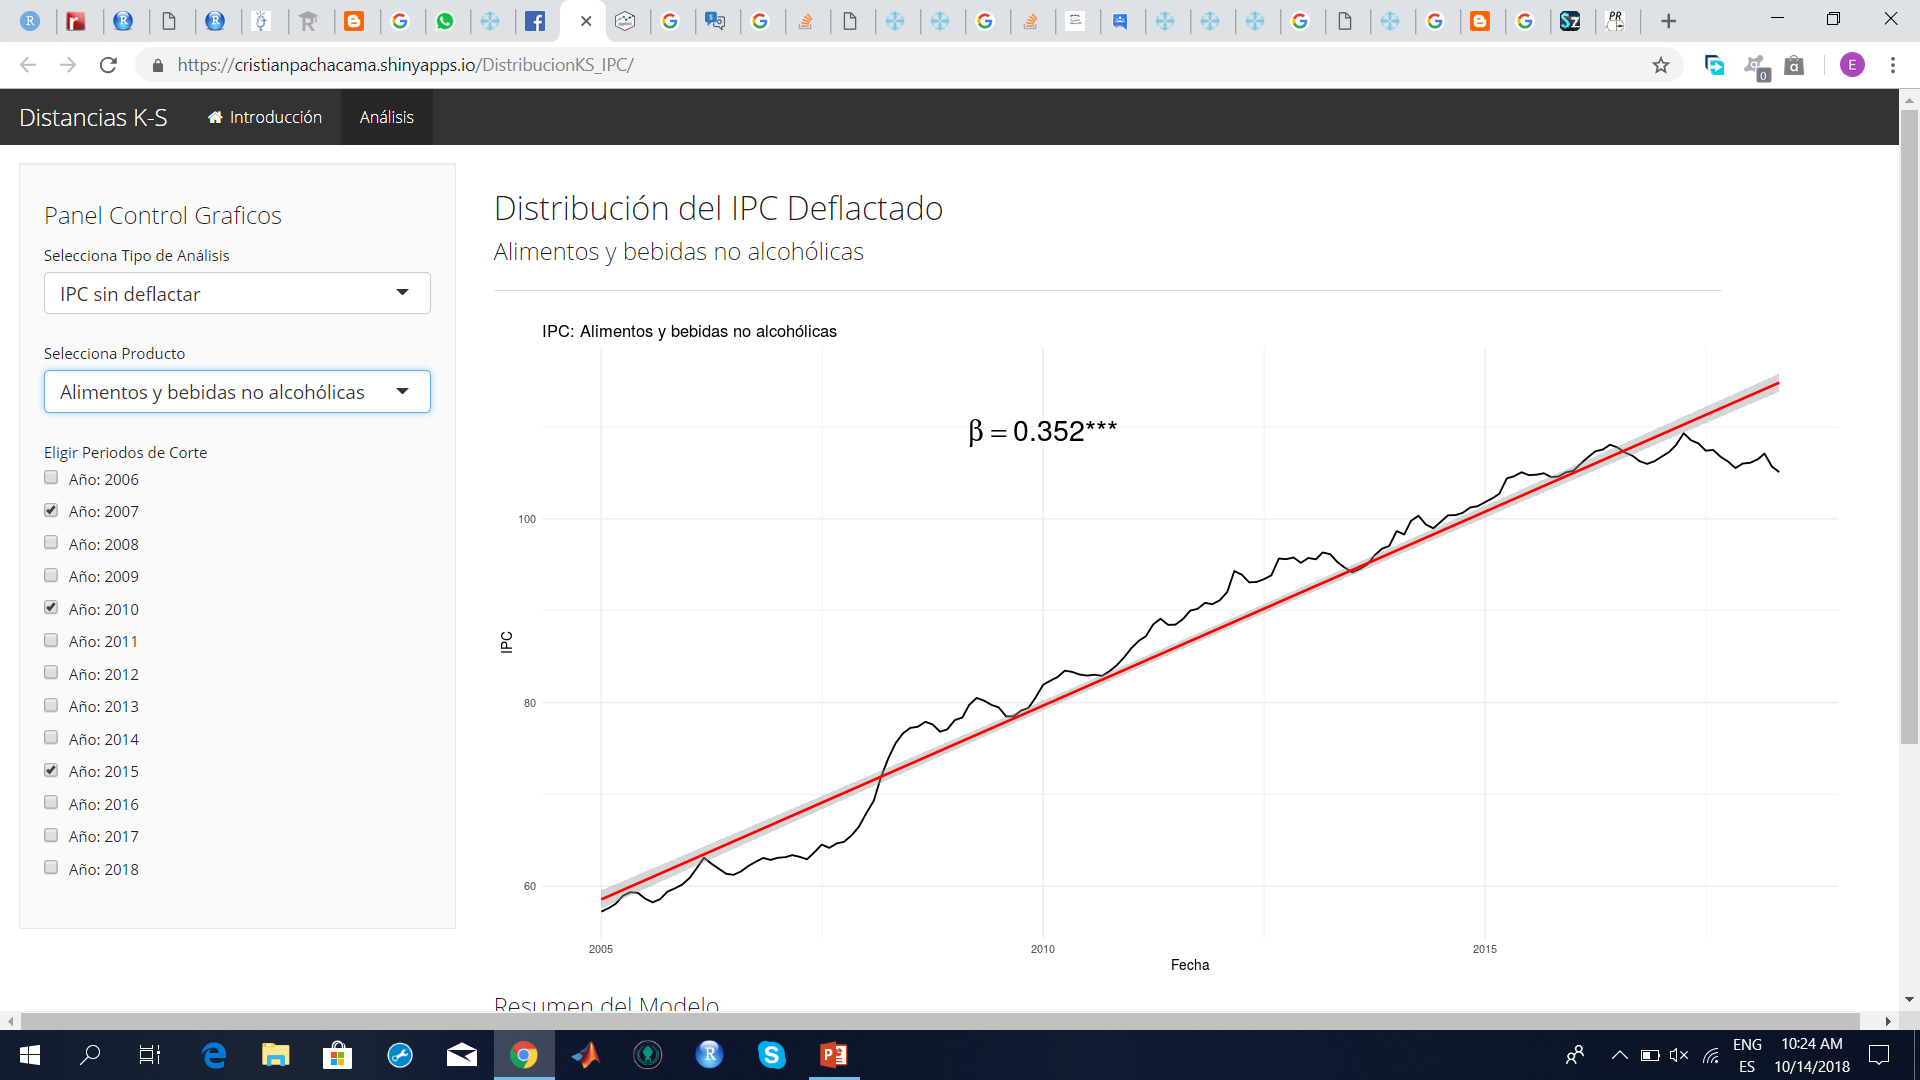 https://cristianpachacama.shinyapps.io/DistribucionKS_IPC/
0
E
Distancias K-S
Introducción
Análisis
Panel Control Graficos
Selecciona Tipo de Análisis
IPC sin deflactar
Selecciona Producto
Alimentos y bebidas no alcohólicas
Eligir Periodos de Corte
Año: 2006
Año: 2007
Año: 2008
Año: 2009
Año: 2010
Año: 2011
Año: 2012
Año: 2013
Año: 2014
Año: 2015
Año: 2016
Año: 2017
Año: 2018
Distribución del IPC Deflactado
Alimentos y bebidas no alcohólicas
IPC: Alimentos y bebidas no alcohólicas
β = 0.352***
100
80
60
IPC
2005
2010
2015
Fecha
Resumen del Modelo
ENG
ES
10:24 AM
10/14/2018